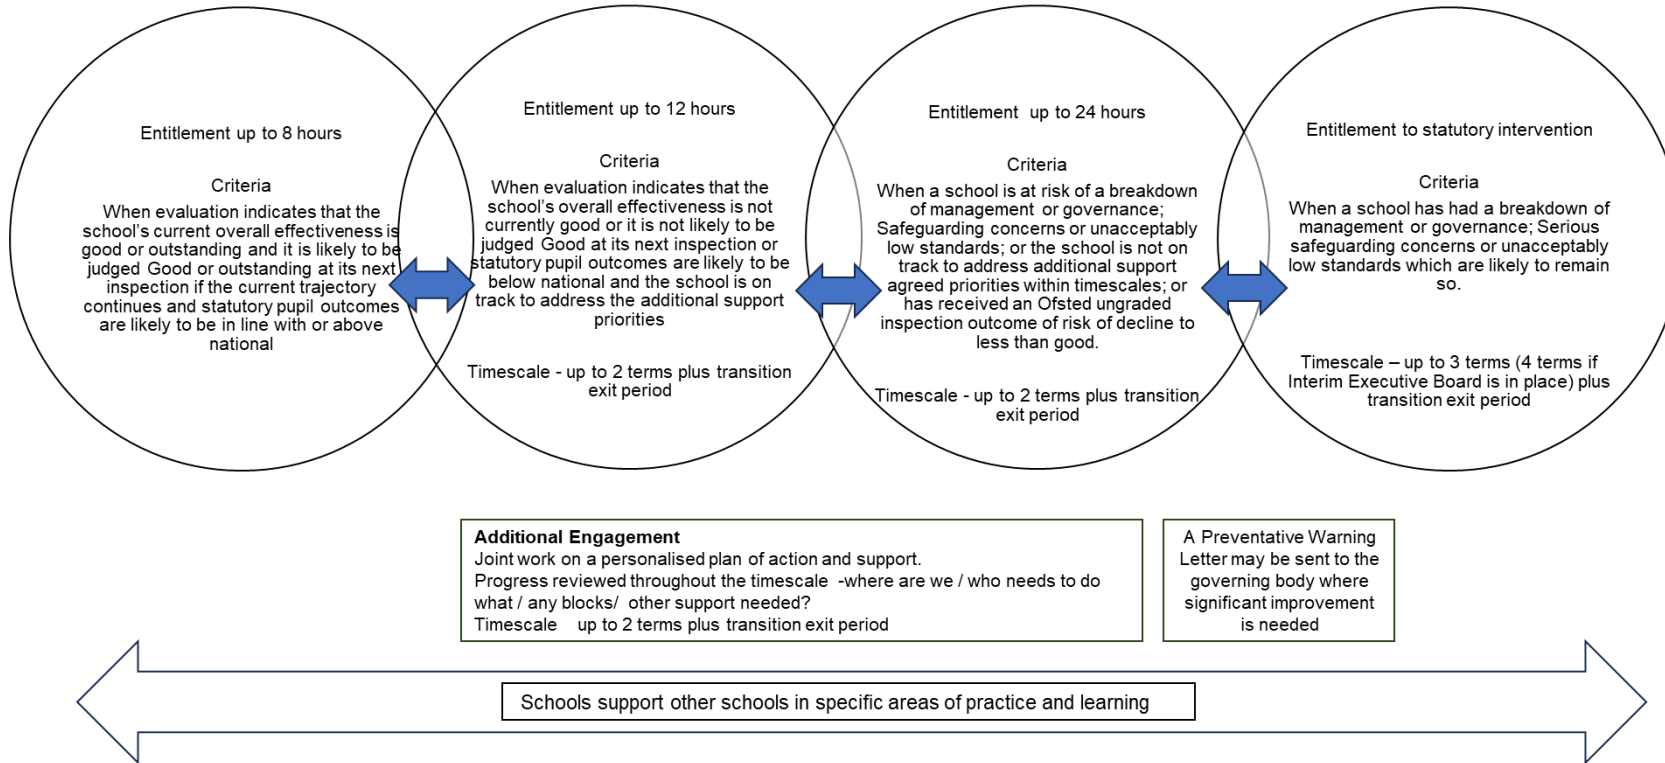 Entitlement up to 8 hours
Criteria
When evaluation indicates that the
school's current overall effectiveness is
good or outstanding and it is likely to be
judged Good or outstanding at its next
inspection if the current trajectory
continues and statutory pupil outcomes
are likely to be in line with or above
national
Entitlement up to 12 hours
Criteria
When evaluation indicates that the
school's overall effectiveness is not
currently good or it is not likely to be
judged Good at its next inspection or
statutory pupil outcomes are likely to be
below national and the school is on
track to address the additional support
priorities
Timescale - up to 2 terms plus transition
exit period
Entitlement up to 24 hours
Criteria
When a school is at risk of a breakdown
of management or governance;
Safeguarding concerns or unacceptably
low standards; or the school is not on
track to address additional support
agreed priorities within timescales; or
has received an Ofsted ungraded
inspection outcome of risk of decline to
less than good.
Timescale - up to 2 terms plus transition
exit period
Entitlement to statutory intervention
Criteria
When a school has had a breakdown of
management or governance; Serious
safeguarding concerns or unacceptably
low standards which are likely to remain
so.
Timescale – up to 3 terms (4 terms if
Interim Executive Board is in place) plus
transition exit period
Additional Engagement
Joint work on a personalised plan of action and support.
Progress reviewed throughout the timescale -where are we / who needs to do
what / any blocks/ other support needed?
Timescale up to 2 terms plus transition exit period
A Preventative Warning
Letter may be sent to the
governing body where
significant improvement
is needed
Schools support other schools in specific areas of practice and learning